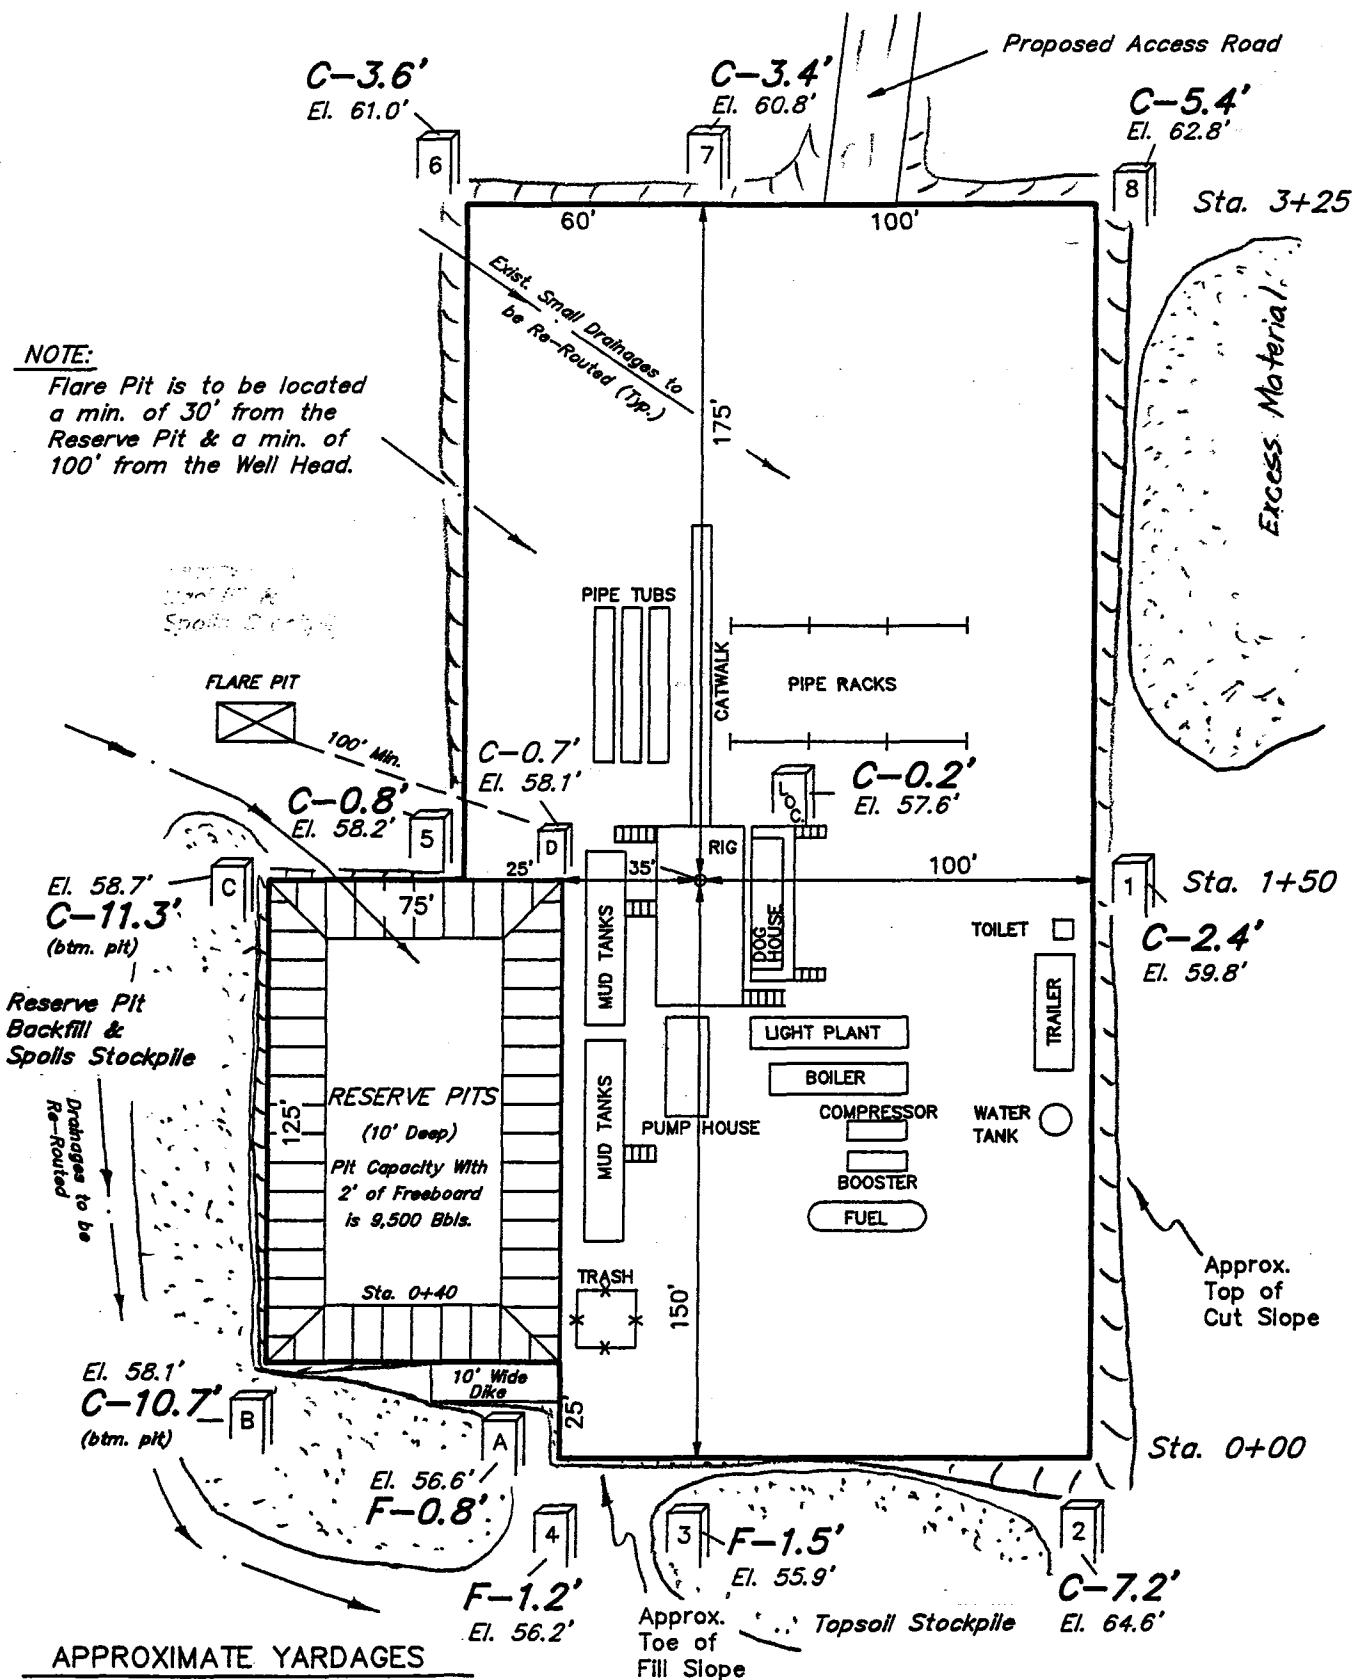 Proposed Access Road
C-3.6'
El. 61.0'
C-3.4'
El. 60.8'
C-5.4'
El. 62.8'
6
7
8
Sta. 3+25
60'
100'
Exist. Small Drainages to
be Re-Routed (Typ.)
175'
Excess Material
NOTE:
Flare Pit is to be located
a min. of 30' from the
Reserve Pit & a min. of
100' from the Well Head.
PIPE TUBS
CATWALK
PIPE RACKS
FLARE PIT
100' Min.
C-0.7'
El. 58.1'
C-0.2'
El. 57.6'
LOC.
C-0.8'
El. 58.2'
5
D
RIG
C
El. 58.7'
C-11.3'
(btm. pit)
25'
35'
100'
1
Sta. 1+50
75'
C-2.4'
El. 59.8'
TOILET
DOG HOUSE
MUD TANKS
TRAILER
Reserve Pit
Backfill &
Spoils Stockpile
LIGHT PLANT
BOILER
Drainages to be
Re-Routed
125'
RESERVE PITS
(10' Deep)
Pit Capacity With
2' of Freeboard
is 9,500 Bbls.
MUD TANKS
PUMP HOUSE
COMPRESSOR
WATER
TANK
BOOSTER
FUEL
Sta. 0+40
TRASH
150'
Approx.
Top of
Cut Slope
El. 58.1'
C-10.7'
(btm. pit)
B
10' Wide
Dike
25'
A
El. 56.6'
F-0.8'
Sta. 0+00
4
3
2
F-1.2'
El. 56.2'
F-1.5'
El. 55.9'
C-7.2'
El. 64.6'
Approx.
Toe of
Fill Slope
Topsoil Stockpile
APPROXIMATE YARDAGES